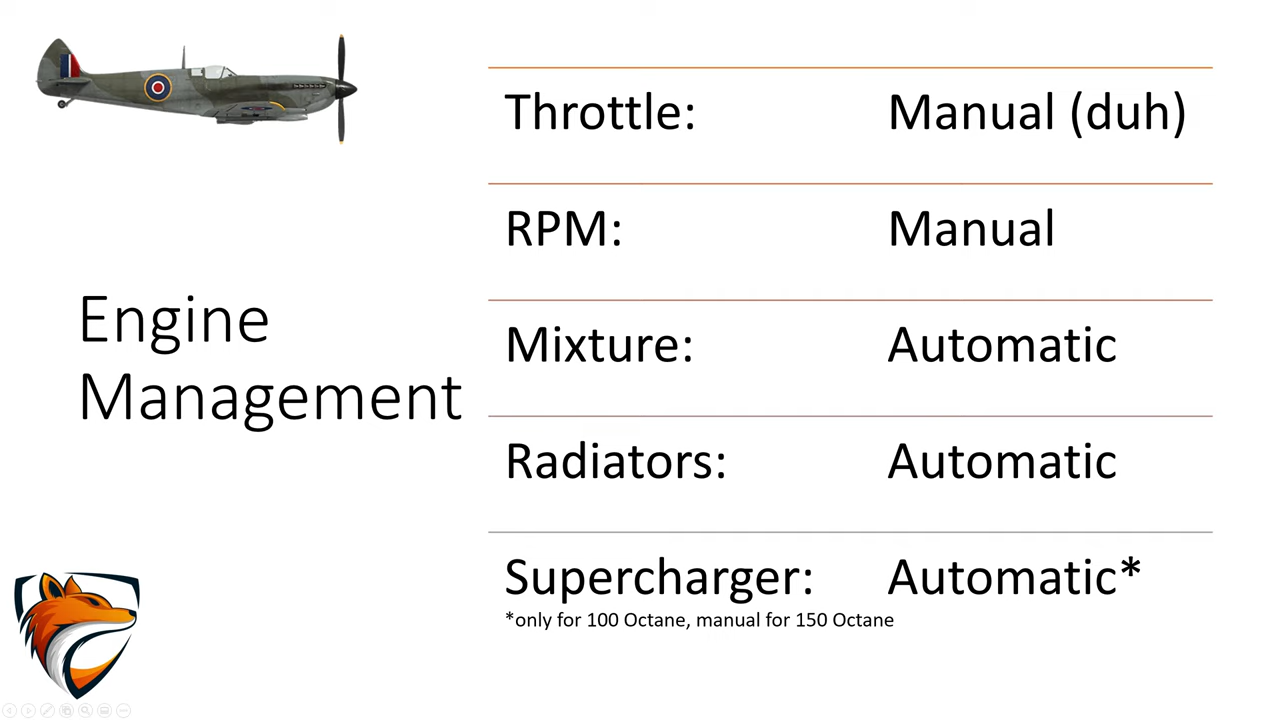 Engine
Management
Throttle: Manual (duh)
RPM: Manual
Mixture: Automatic
Radiators: Automatic
Supercharger: Automatic*
*only for 100 Octane, manual for 150 Octane